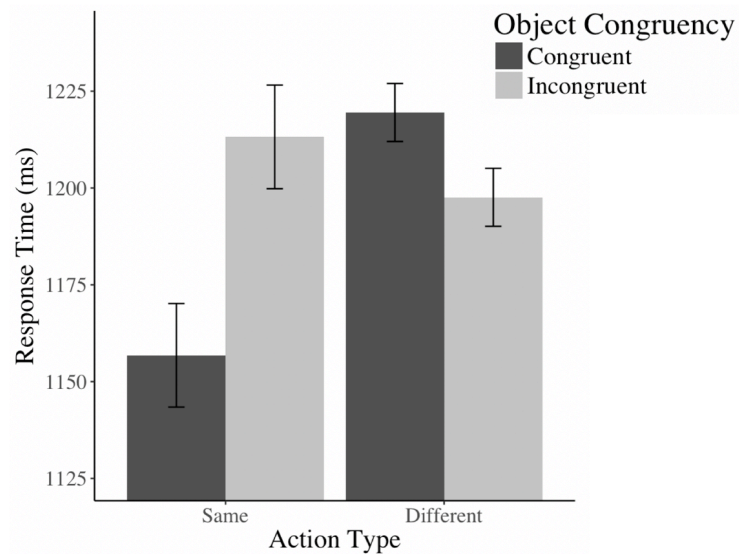 Object Congruency
Congruent
Incongruent
Response Time (ms)
1225
1200
1175
1150
1125
Same Different
Action Type